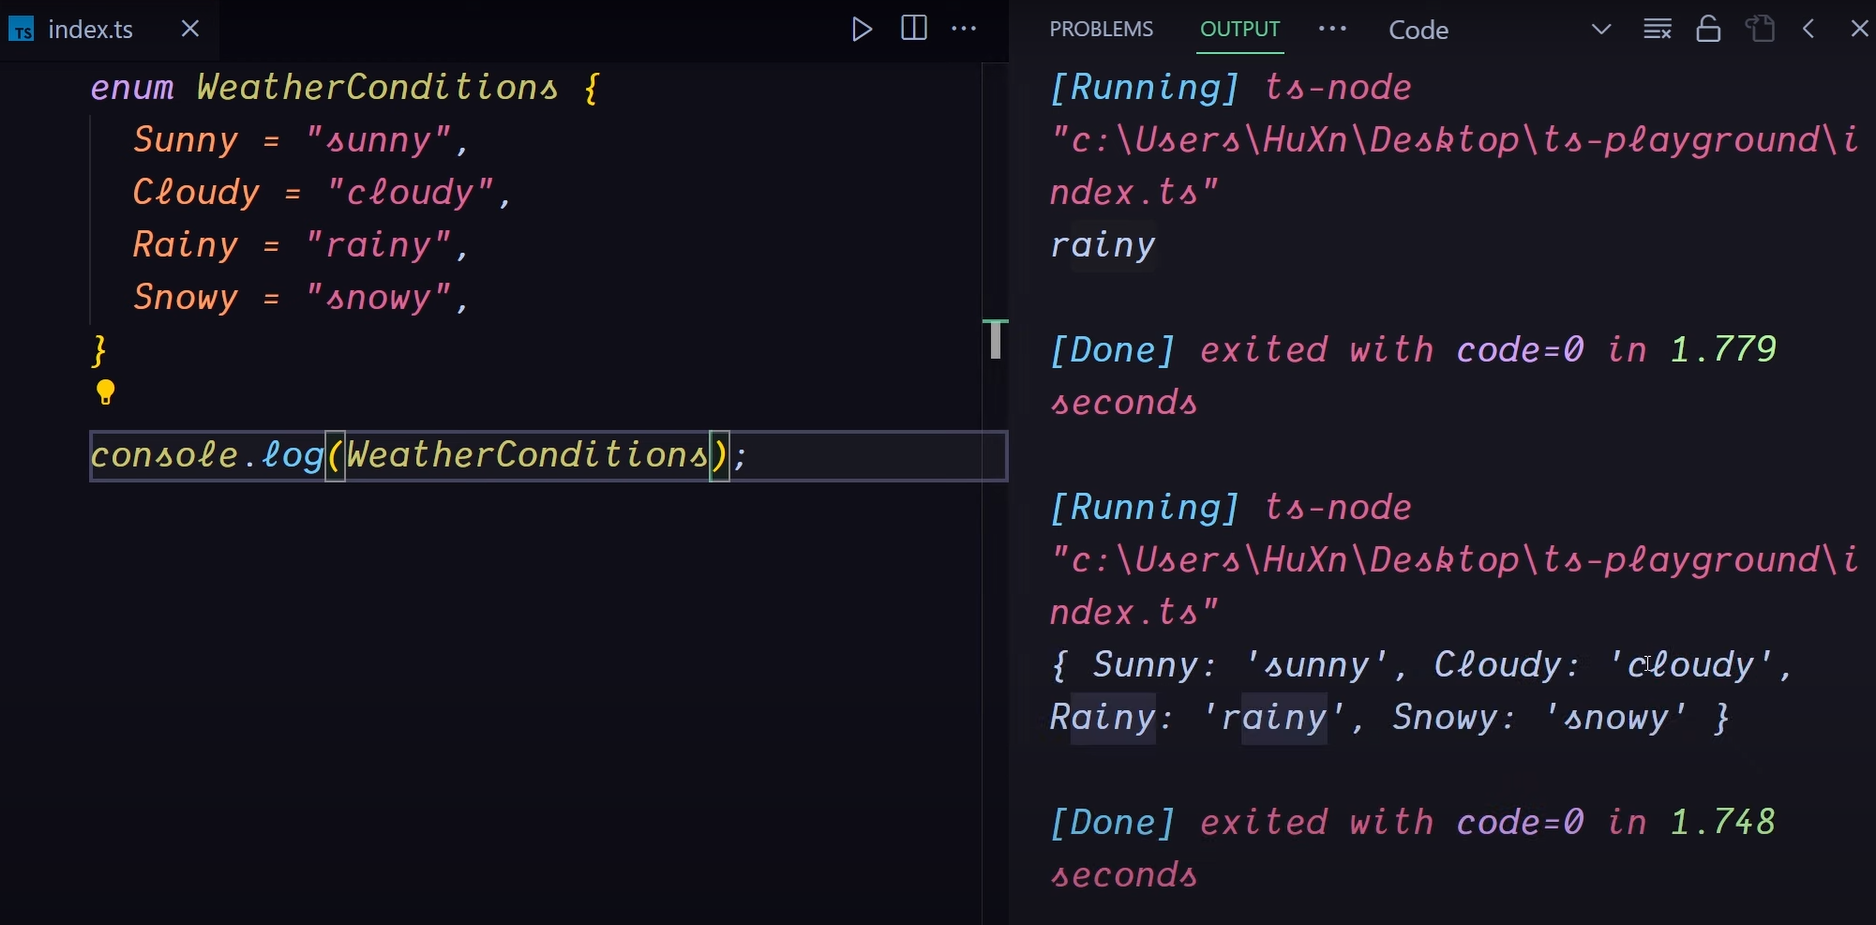 TS index.ts
enum WeatherConditions {
Sunny = "sunny",
Cloudy = "cloudy",
Rainy = "rainy",
Snowy = "snowy",
}
console.log(WeatherConditions);
PROBLEMS OUTPUT ··· Code
[Running] ts-node
"c:\Users\HuXn\Desktop\ts-playground\i
ndex.ts"
rainy
[Done] exited with code=0 in 1.779
seconds
[Running] ts-node
"c:\Users\HuXn\Desktop\ts-playground\i
ndex.ts"
{ Sunny: 'sunny', Cloudy: 'cloudy',
Rainy: 'rainy', Snowy: 'snowy' }
[Done] exited with code=0 in 1.748
seconds